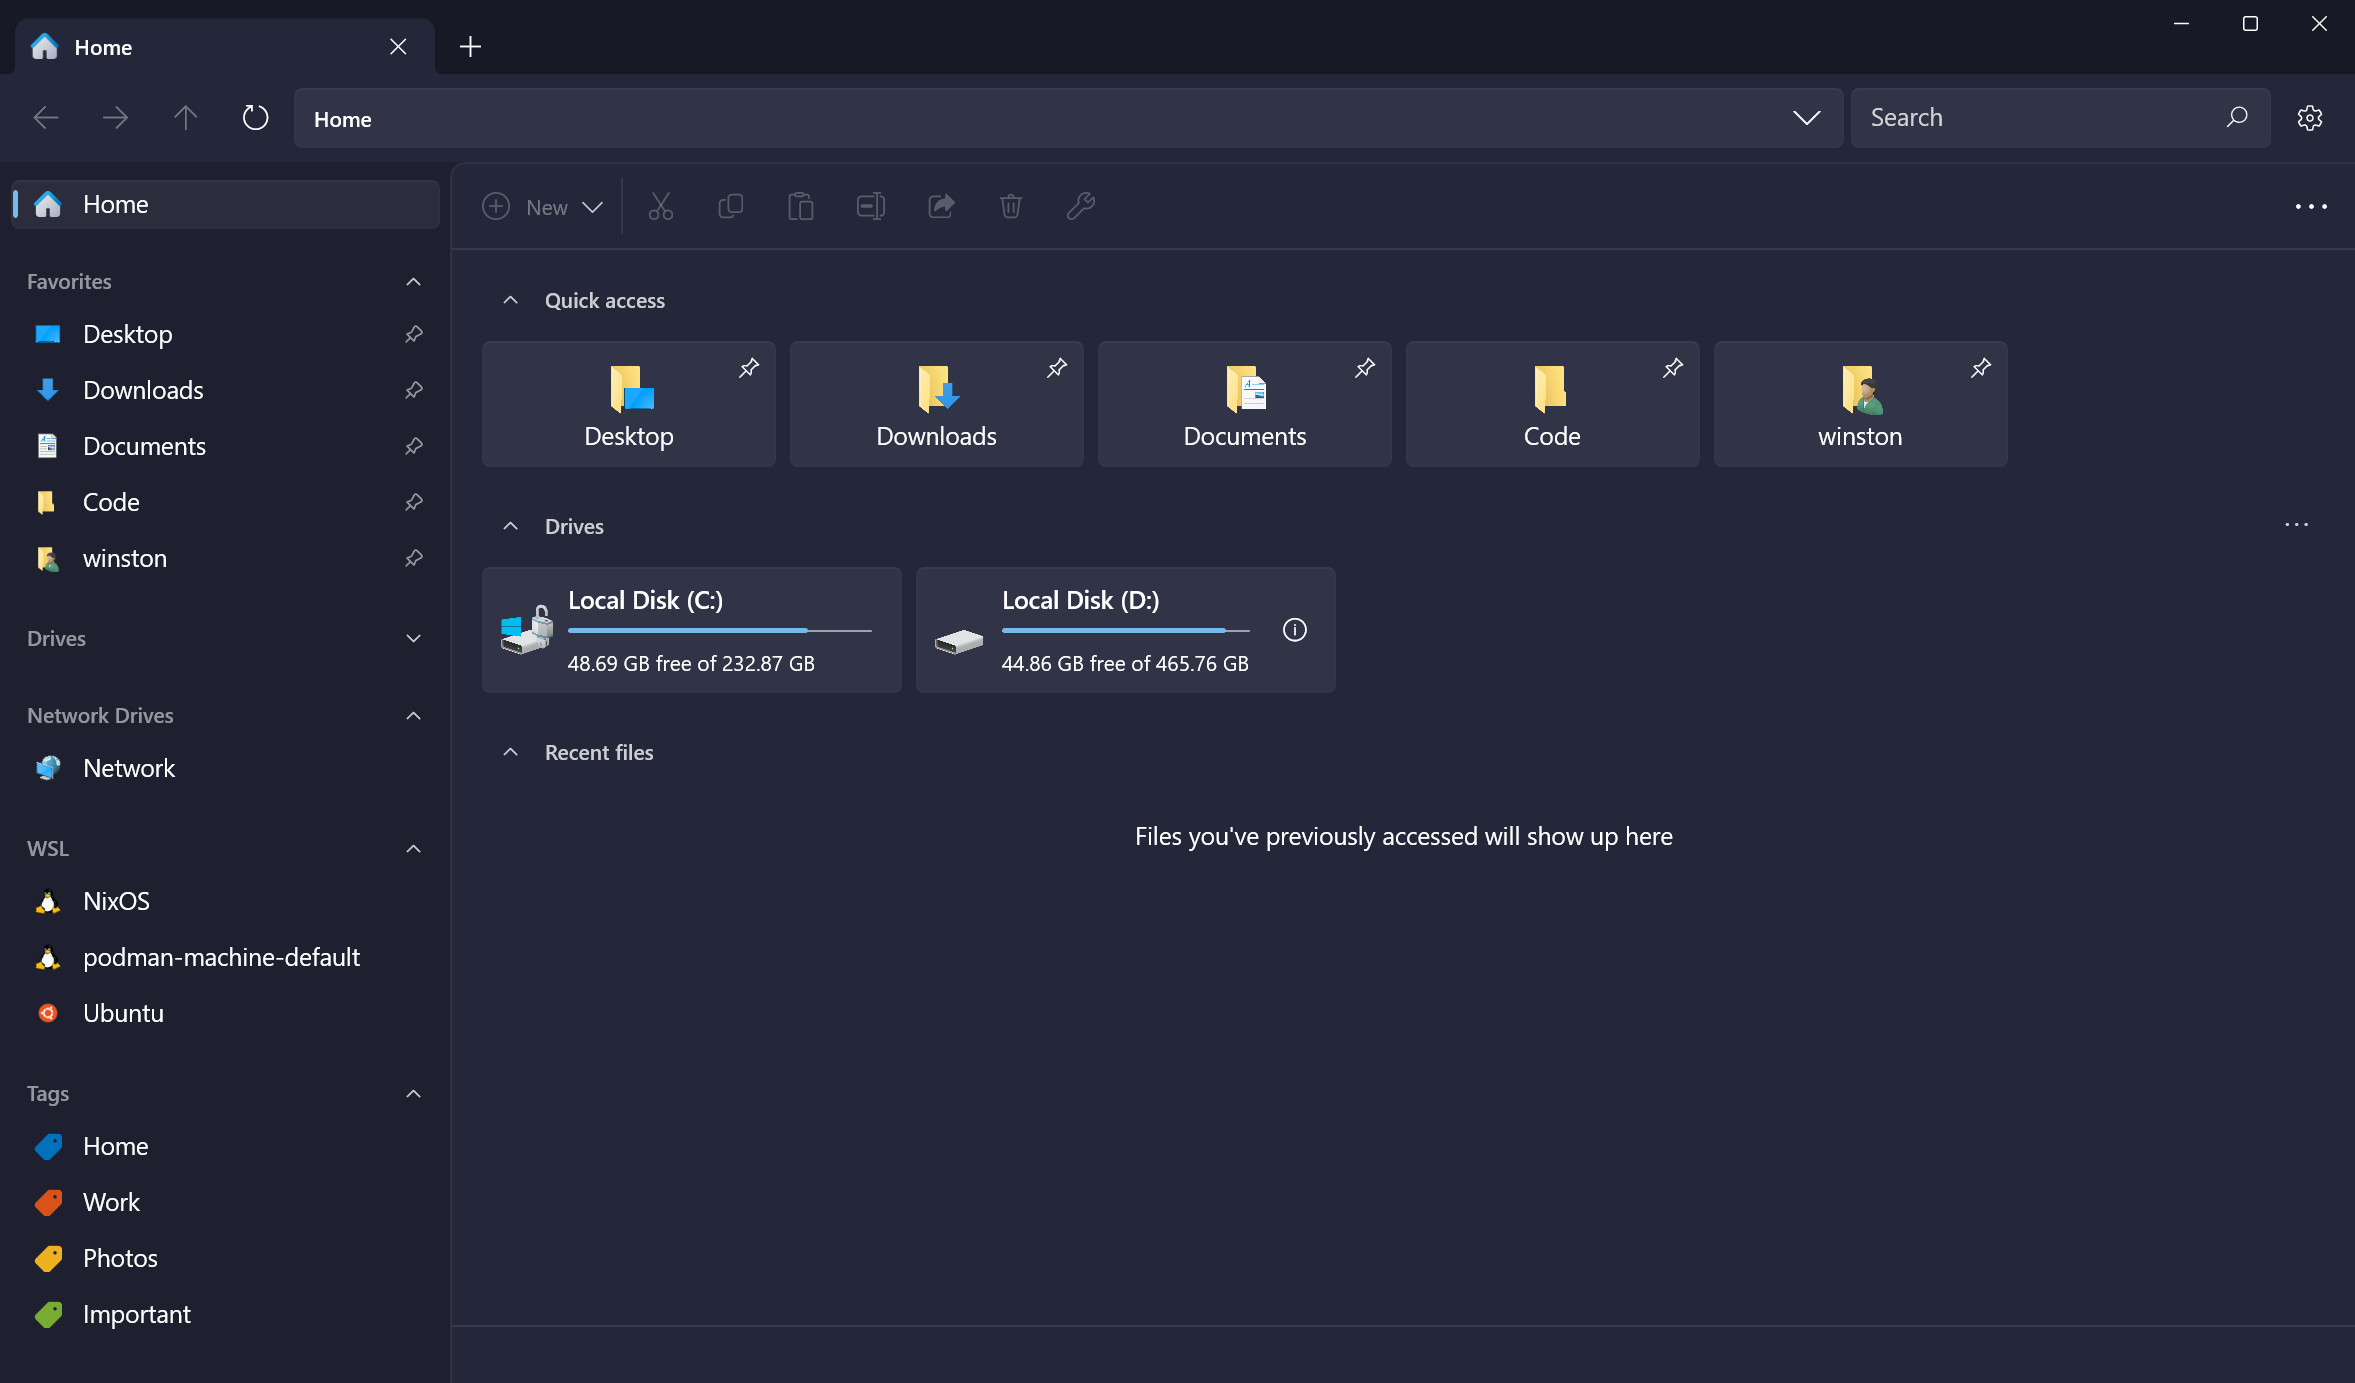 Home
Home
Search
Home
Favorites
Desktop
Downloads
Documents
Code
winston
Drives
Network Drives
Network
WSL
NixOS
podman-machine-default
Ubuntu
Tags
Home
Work
Photos
Important
New
Quick access
Desktop
Downloads
Documents
Code
winston
Drives
Local Disk (C:)
48.69 GB free of 232.87 GB
Local Disk (D:)
44.86 GB free of 465.76 GB
Recent files
Files you've previously accessed will show up here